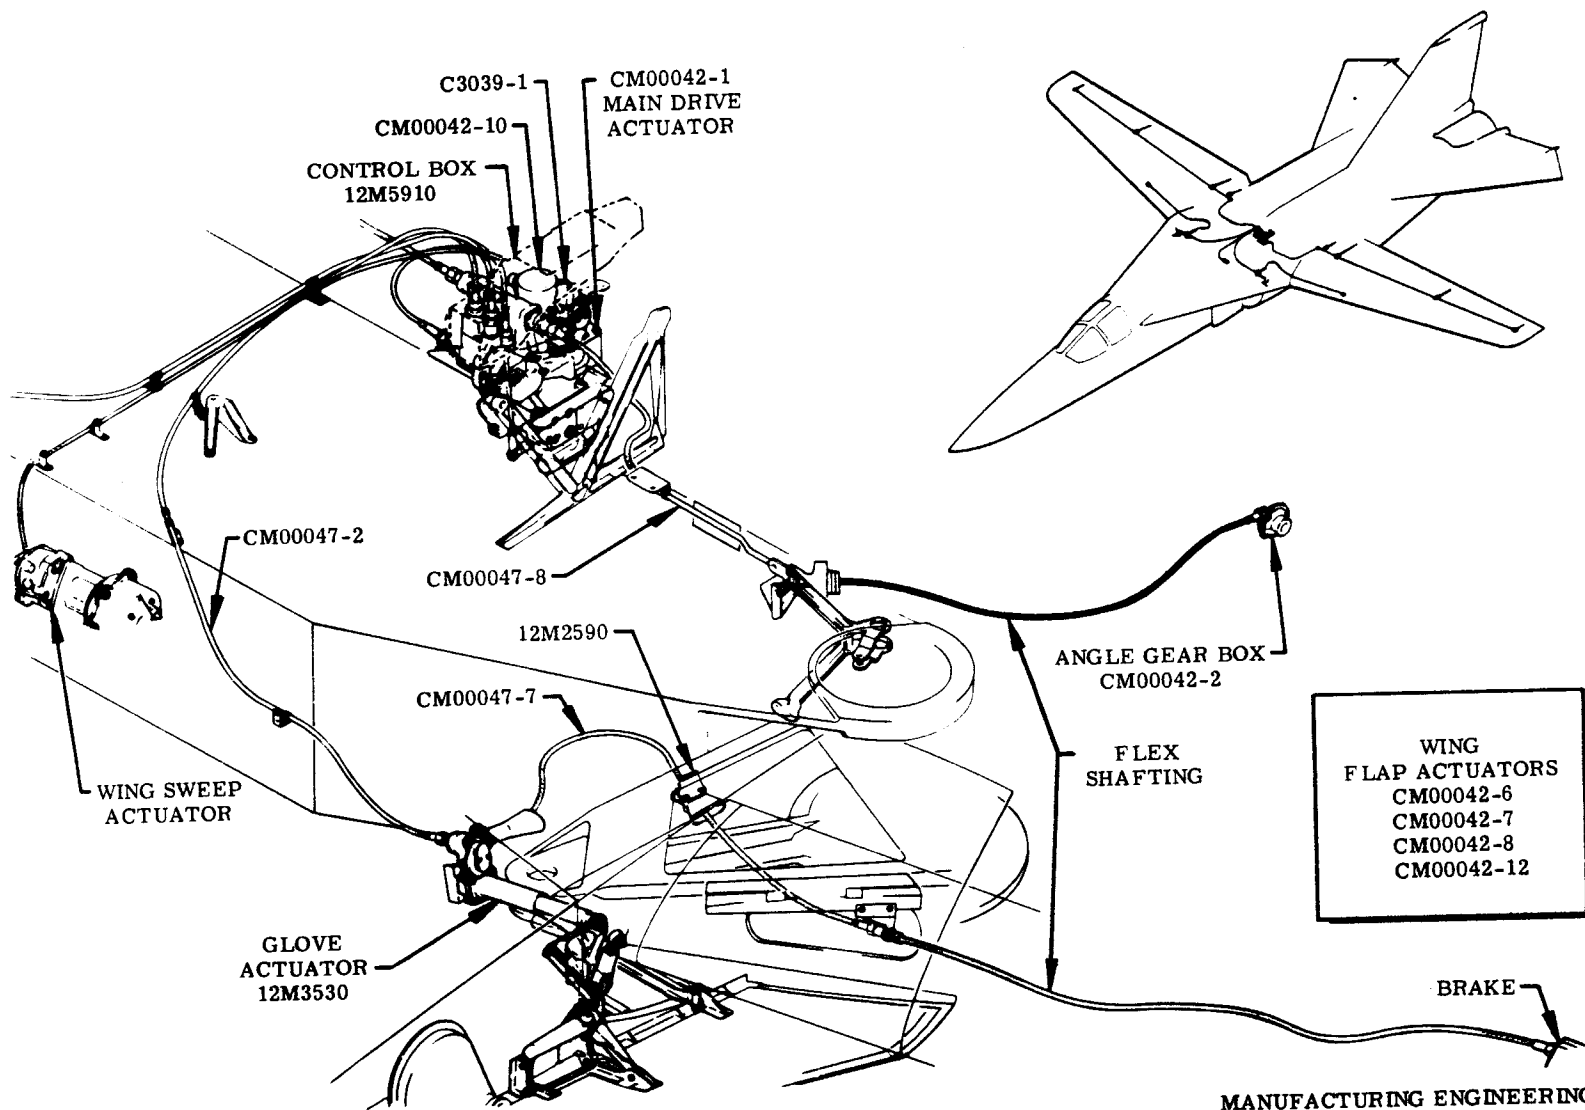 C3039-1
CM00042-1
MAIN DRIVE
ACTUATOR
CM00042-10
CONTROL BOX
12M5910
CM00047-2
CM00047-8
12M2590
CM00047-7
ANGLE GEAR BOX
CM00042-2
FLEX
SHAFTING
WING SWEEP
ACTUATOR
WING
FLAP ACTUATORS
CM00042-6
CM00042-7
CM00042-8
CM00042-12
GLOVE
ACTUATOR
12M3530
BRAKE
MANUFACTURING ENGINEERING